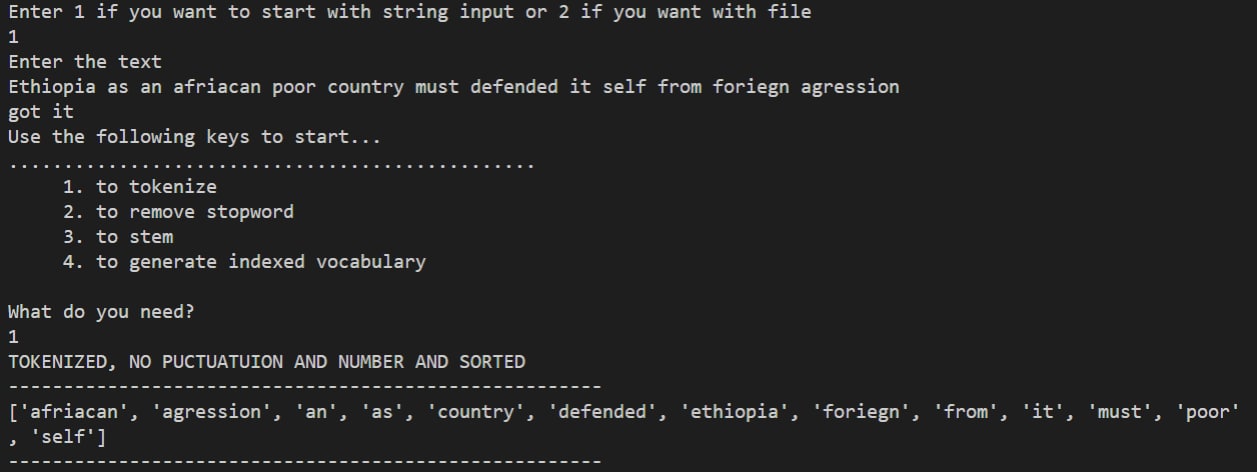 Enter 1 if you want to start with string input or 2 if you want with file
1
Enter the text
Ethiopia as an afriacan poor country must defended it self from foriegn agression
got it
Use the following keys to start...
................................................
1. to tokenize
2. to remove stopword
3. to stem
4. to generate indexed vocabulary
What do you need?
1
TOKENIZED, NO PUCTUATUION AND NUMBER AND SORTED
------------------------------------------------------
['afriacan', 'agression', 'an', 'as', 'country', 'defended', 'ethiopia', 'foriegn', 'from', 'it', 'must', 'poor'
, 'self']
------------------------------------------------------